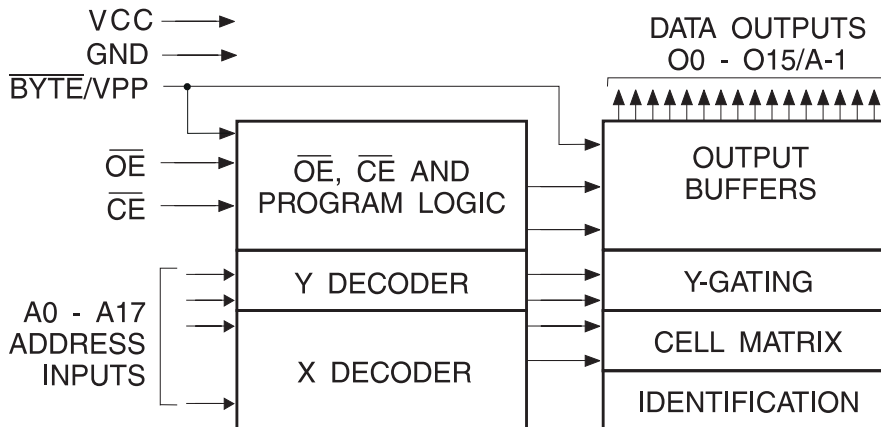 VCC
GND
BYTE/VPP
OE
CE
A0 - A17
ADDRESS
INPUTS
OE, CE AND
PROGRAM LOGIC
Y DECODER
X DECODER
DATA OUTPUTS
O0 - O15/A-1
OUTPUT
BUFFERS
Y-GATING
CELL MATRIX
IDENTIFICATION